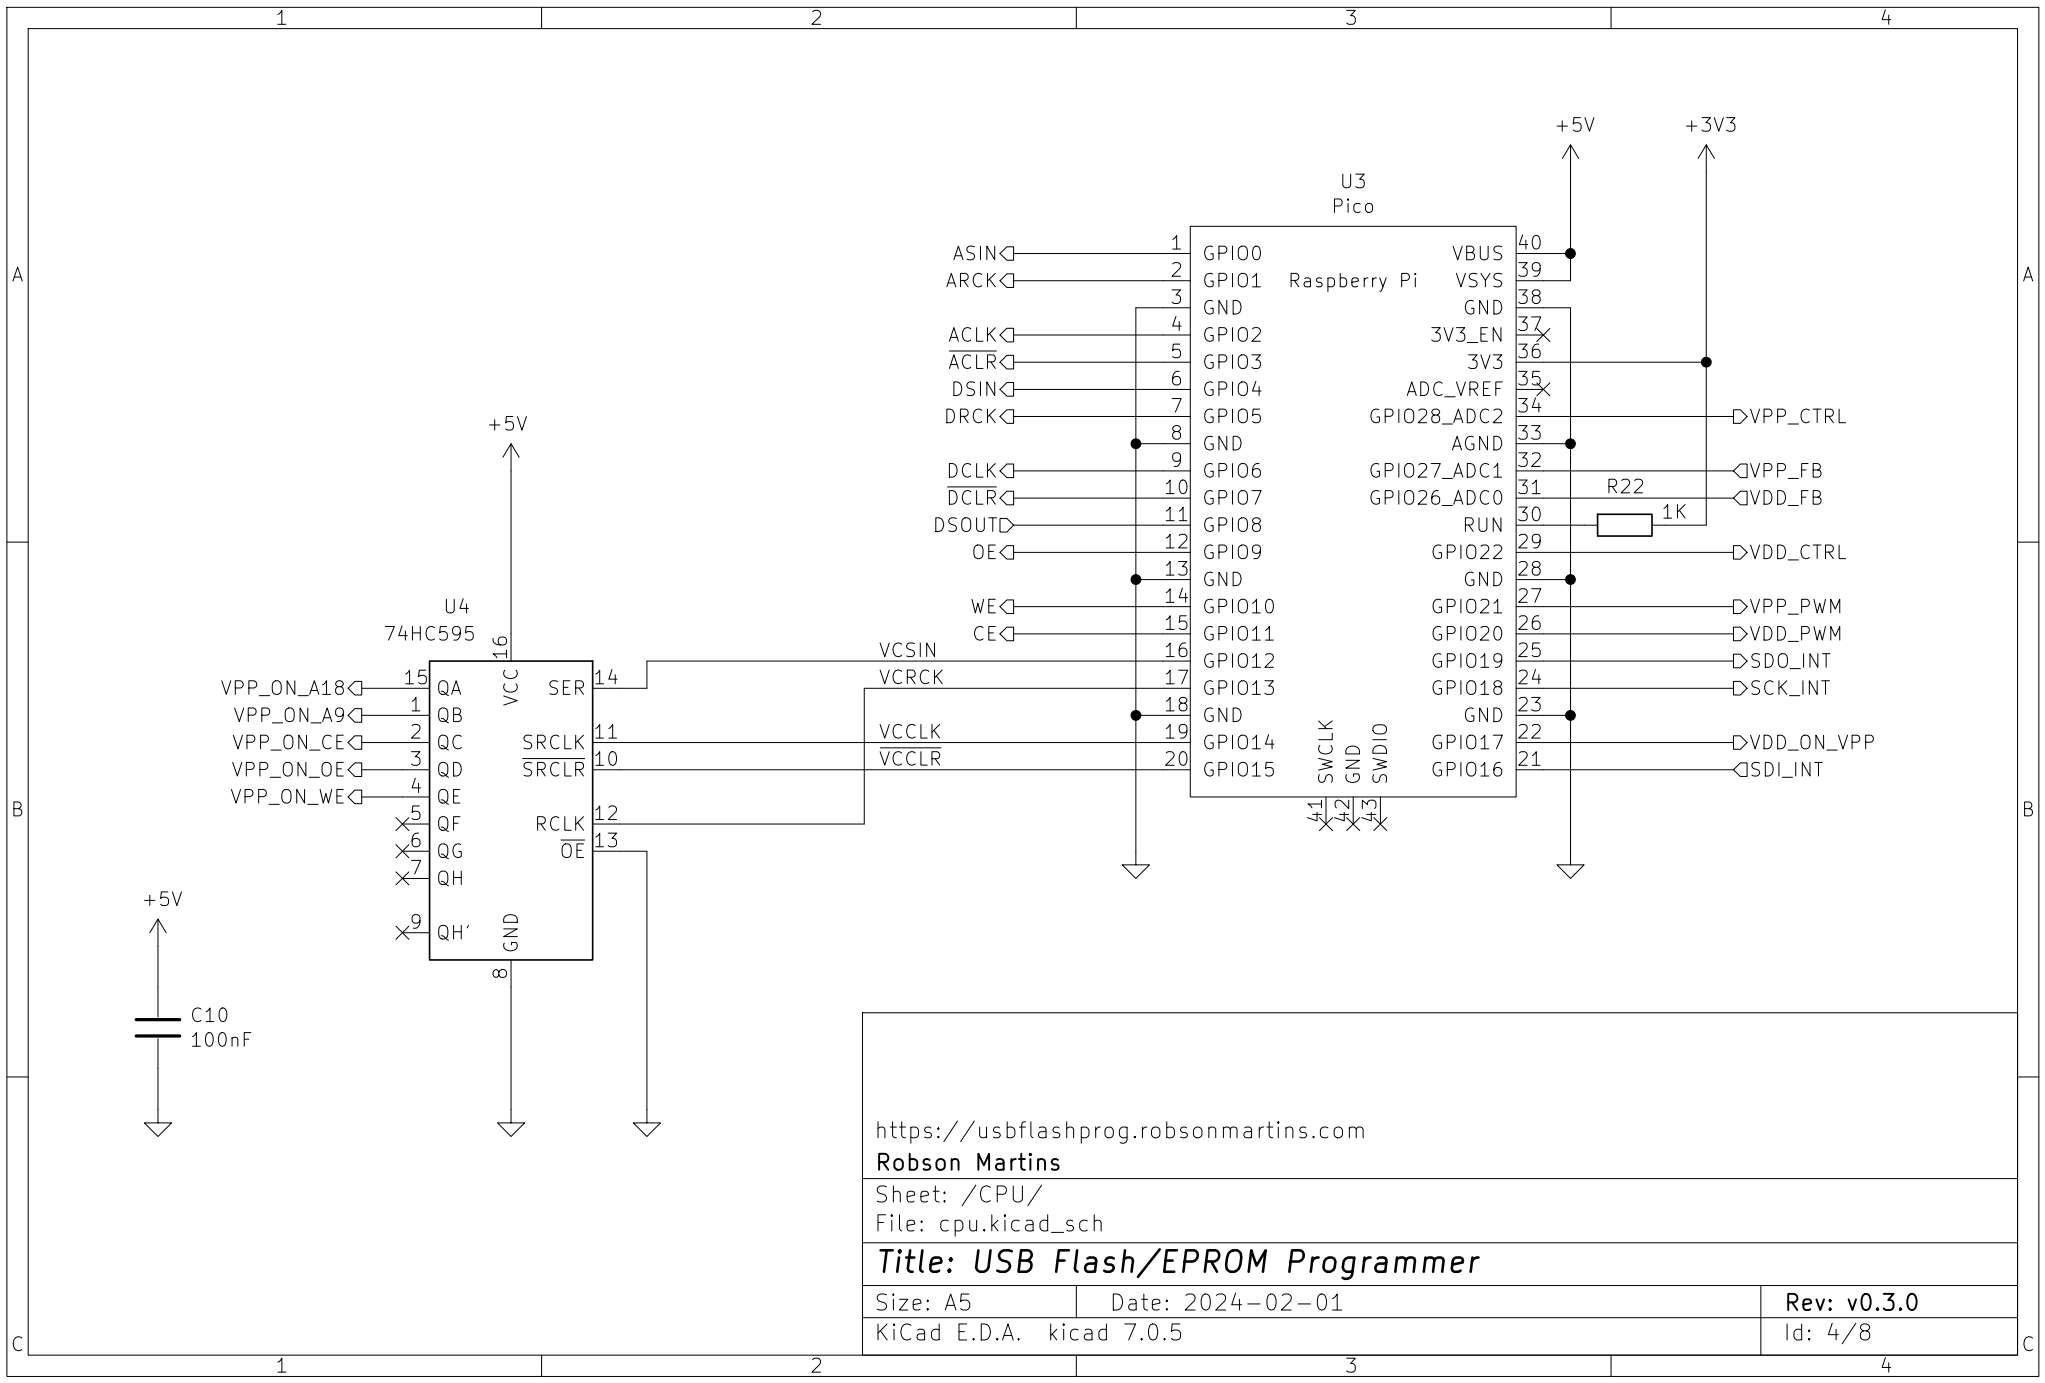 1 2 3 4
A A
B B
C C
+5V +3V3
U3
Pico
Raspberry Pi
ASIN 1 GPIO0 VBUS 40
ARCK 2 GPIO1 VSYS 39
3 GND GND 38
ACLK 4 GPIO2 3V3_EN 37
ACLR 5 GPIO3 3V3 36
DSIN 6 GPIO4 ADC_VREF 35
DRCK 7 GPIO5 GPIO28_ADC2 34 VPP_CTRL
8 GND AGND 33
DCLK 9 GPIO6 GPIO27_ADC1 32 VPP_FB
DCLR 10 GPIO7 GPIO26_ADC0 31 VDD_FB
R22
1K
DSOUT 11 GPIO8 RUN 30
OE 12 GPIO9 GPIO22 29 VDD_CTRL
13 GND GND 28
WE 14 GPIO10 GPIO21 27 VPP_PWM
CE 15 GPIO11 GPIO20 26 VDD_PWM
VCSIN 16 GPIO12 GPIO19 25 SDO_INT
VCRCK 17 GPIO13 GPIO18 24 SCK_INT
18 GND GND 23
VCCLK 19 GPIO14 GPIO17 22 VDD_ON_VPP
VCCLR 20 GPIO15 GPIO16 21 SDI_INT
SWCLK GND SWDIO
41 42 43
+5V
U4
74HC595
16
VCC
VPP_ON_A18 15 QA SER 14
VPP_ON_A9 1 QB
VPP_ON_CE 2 QC SRCLK 11
VPP_ON_OE 3 QD SRCLR 10
VPP_ON_WE 4 QE
5 QF RCLK 12
6 QG OE 13
7 QH
9 QH'
GND
8
+5V
C10
100nF
https://usbflashprog.robsonmartins.com
Robson Martins
Sheet: /CPU/
File: cpu.kicad_sch
Title: USB Flash/EPROM Programmer
Size: A5 Date: 2024-02-01 Rev: v0.3.0
KiCad E.D.A. kicad 7.0.5 Id: 4/8
1 2 3 4